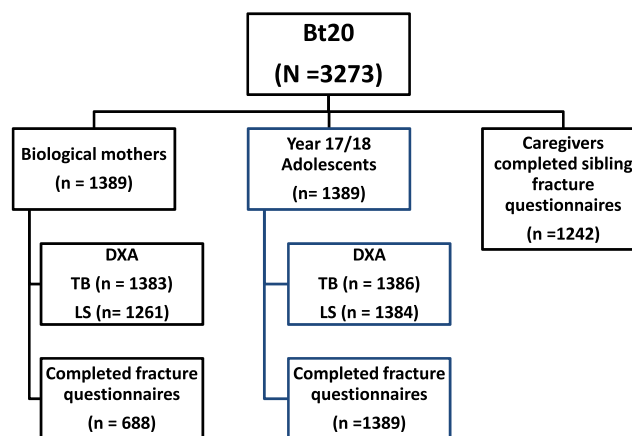 Bt20
(N =3273)
Biological mothers
(n = 1389)
DXA
TB (n = 1383)
LS (n= 1261)
Completed fracture
questionnaires
(n = 688)
Year 17/18
Adolescents
(n = 1389)
DXA
TB (n = 1386)
LS (n = 1384)
Completed fracture
questionnaires
(n =1389)
Caregivers
completed sibling
fracture
questionnaires
(n =1242)